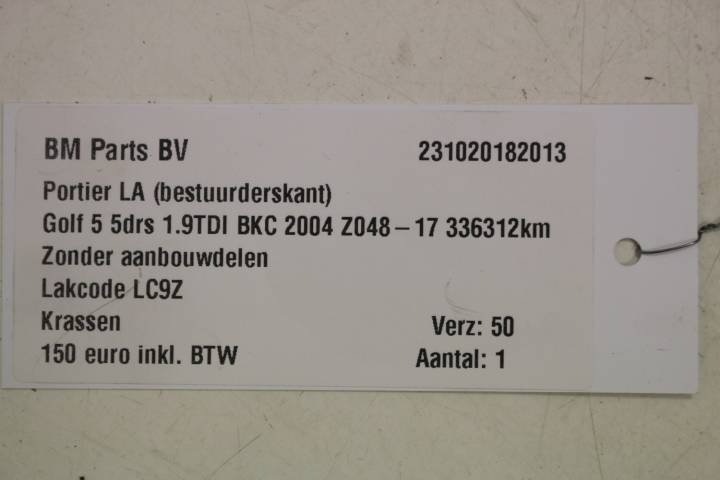 BM Parts BV 231020182013
Portier LA (bestuurderskant)
Golf 5 5drs 1.9TDI BKC 2004 Z048-17 336312km
Zonder aanbouwdelen
Lakcode LC9Z
Krassen Verz: 50
150 euro inkl. BTW Aantal: 1